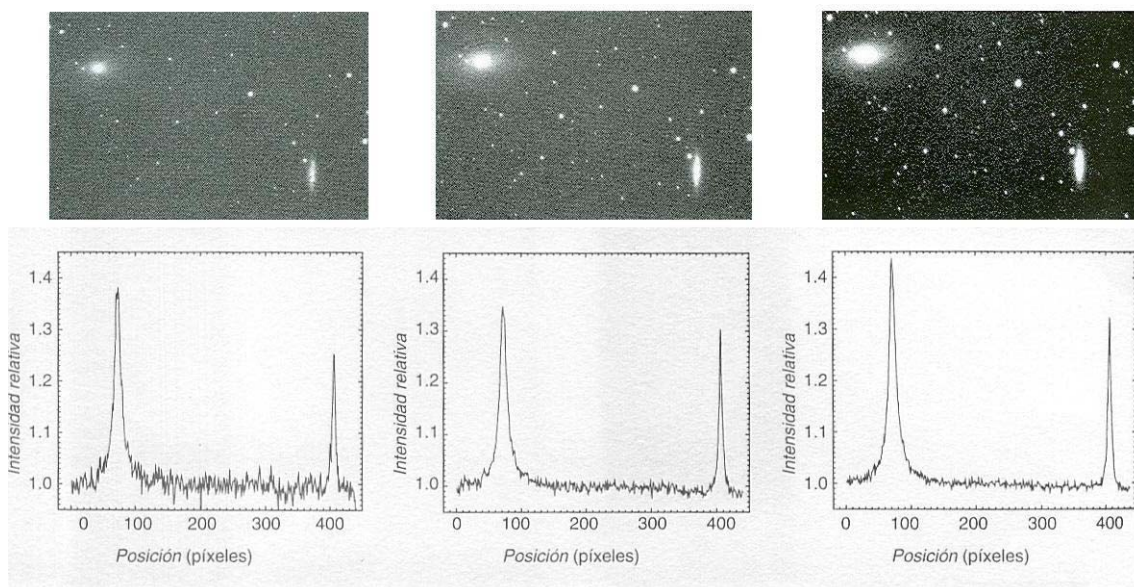 1.4
1.3
1.2
1.1
1.0
Intensidad relativa
0 100 200 300 400
Posición (píxeles)
1.4
1.3
1.2
1.1
1.0
Intensidad relativa
0 100 200 300 400
Posición (píxeles)
1.4
1.3
1.2
1.1
1.0
Intensidad relativa
0 100 200 300 400
Posición (píxeles)